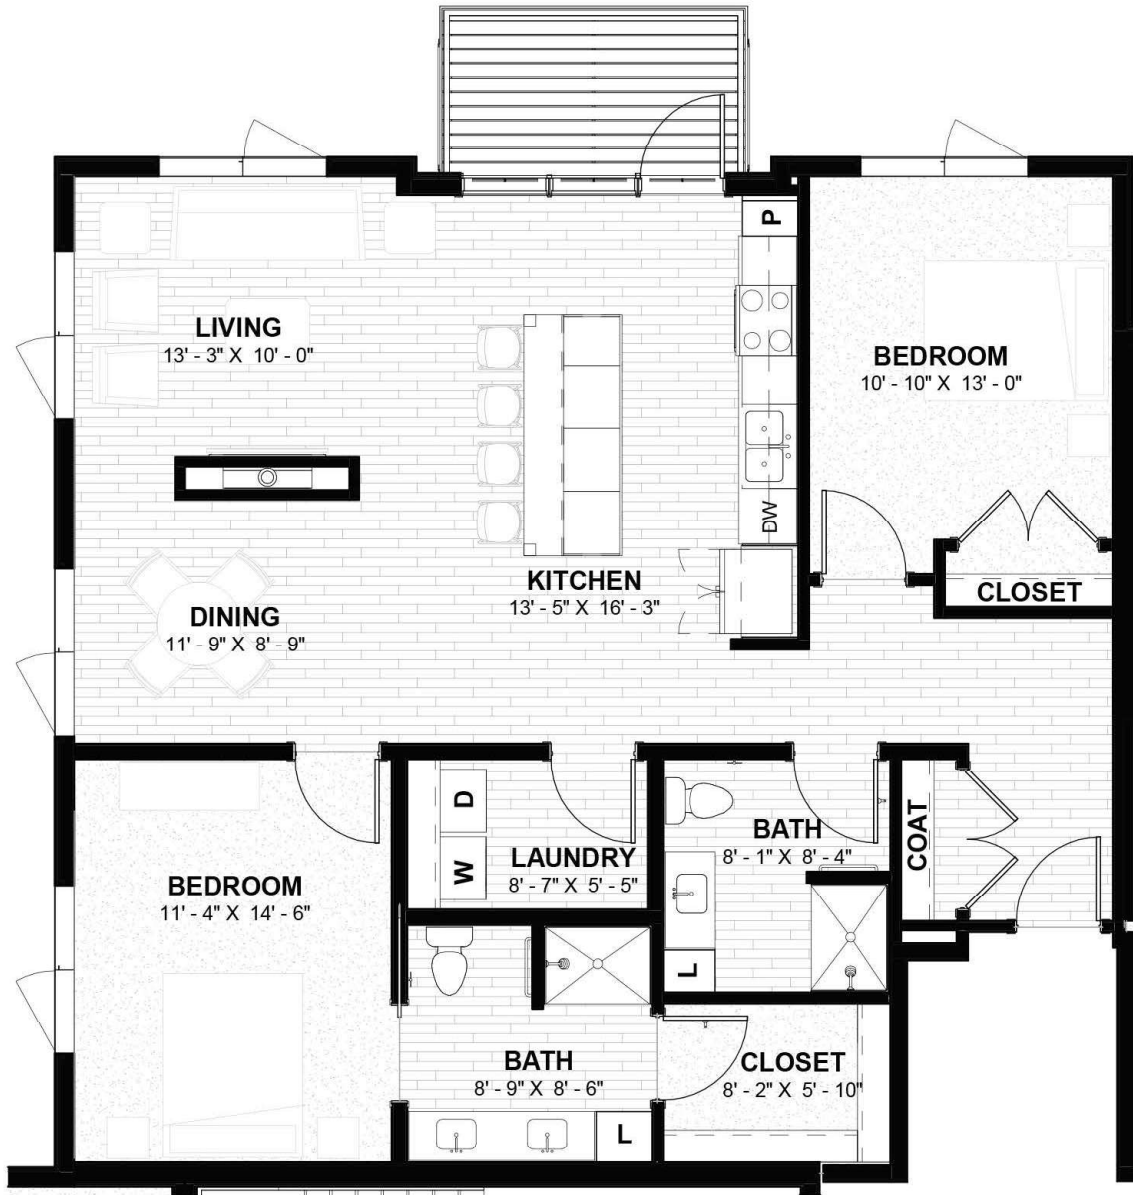 P
LIVING
13' - 3" X 10' - 0"
BEDROOM
10' - 10" X 13' - 0"
DW
KITCHEN
13' - 5" X 16' - 3"
CLOSET
DINING
11' - 9" X 8' - 9"
D
W
LAUNDRY
8' - 7" X 5' - 5"
BATH
8' - 1" X 8' - 4"
COAT
BEDROOM
11' - 4" X 14' - 6"
L
BATH
8' - 9" X 8' - 6"
CLOSET
8' - 2" X 5' - 10"
L